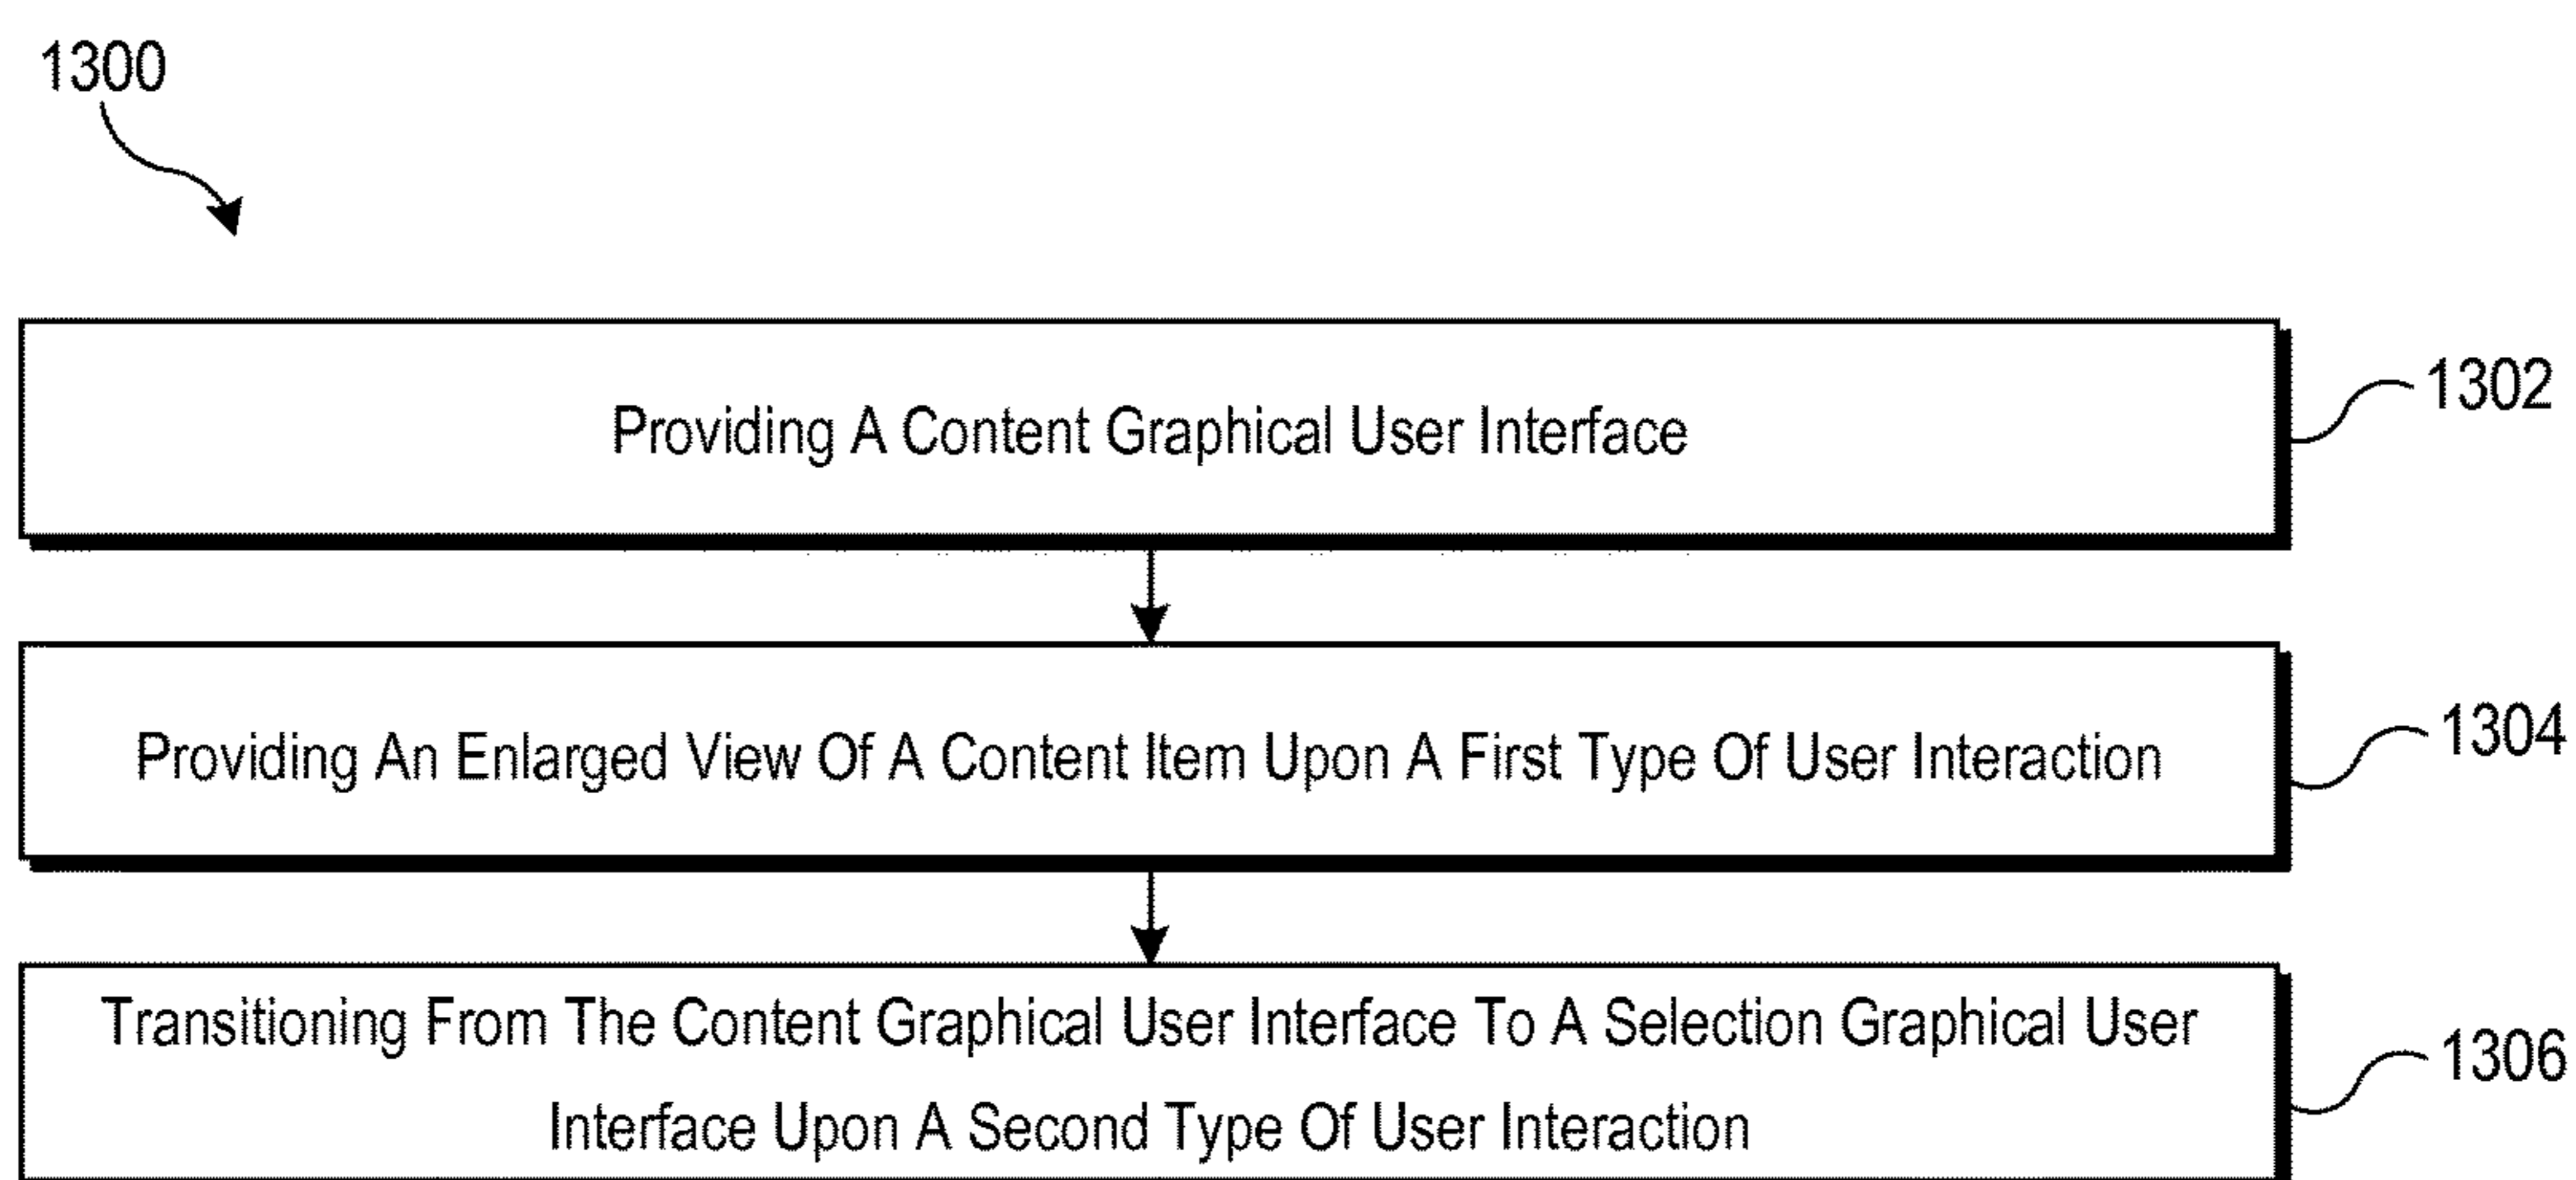 1300
Providing A Content Graphical User Interface
1302
Providing An Enlarged View Of A Content Item Upon A First Type Of User Interaction
1304
Transitioning From The Content Graphical User Interface To A Selection Graphical User
Interface Upon A Second Type Of User Interaction
1306